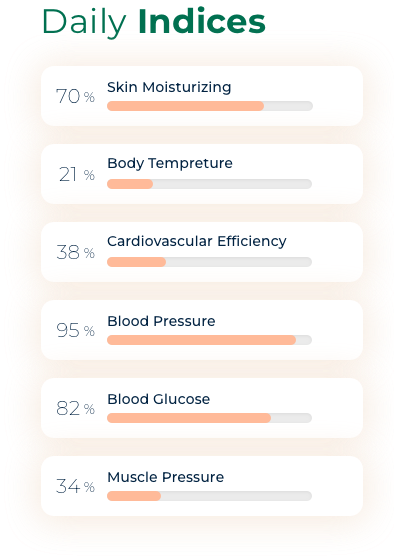 Daily Indices
70 %
Skin Moisturizing
21 %
Body Tempreture
38 %
Cardiovascular Efficiency
95 %
Blood Pressure
82 %
Blood Glucose
34 %
Muscle Pressure